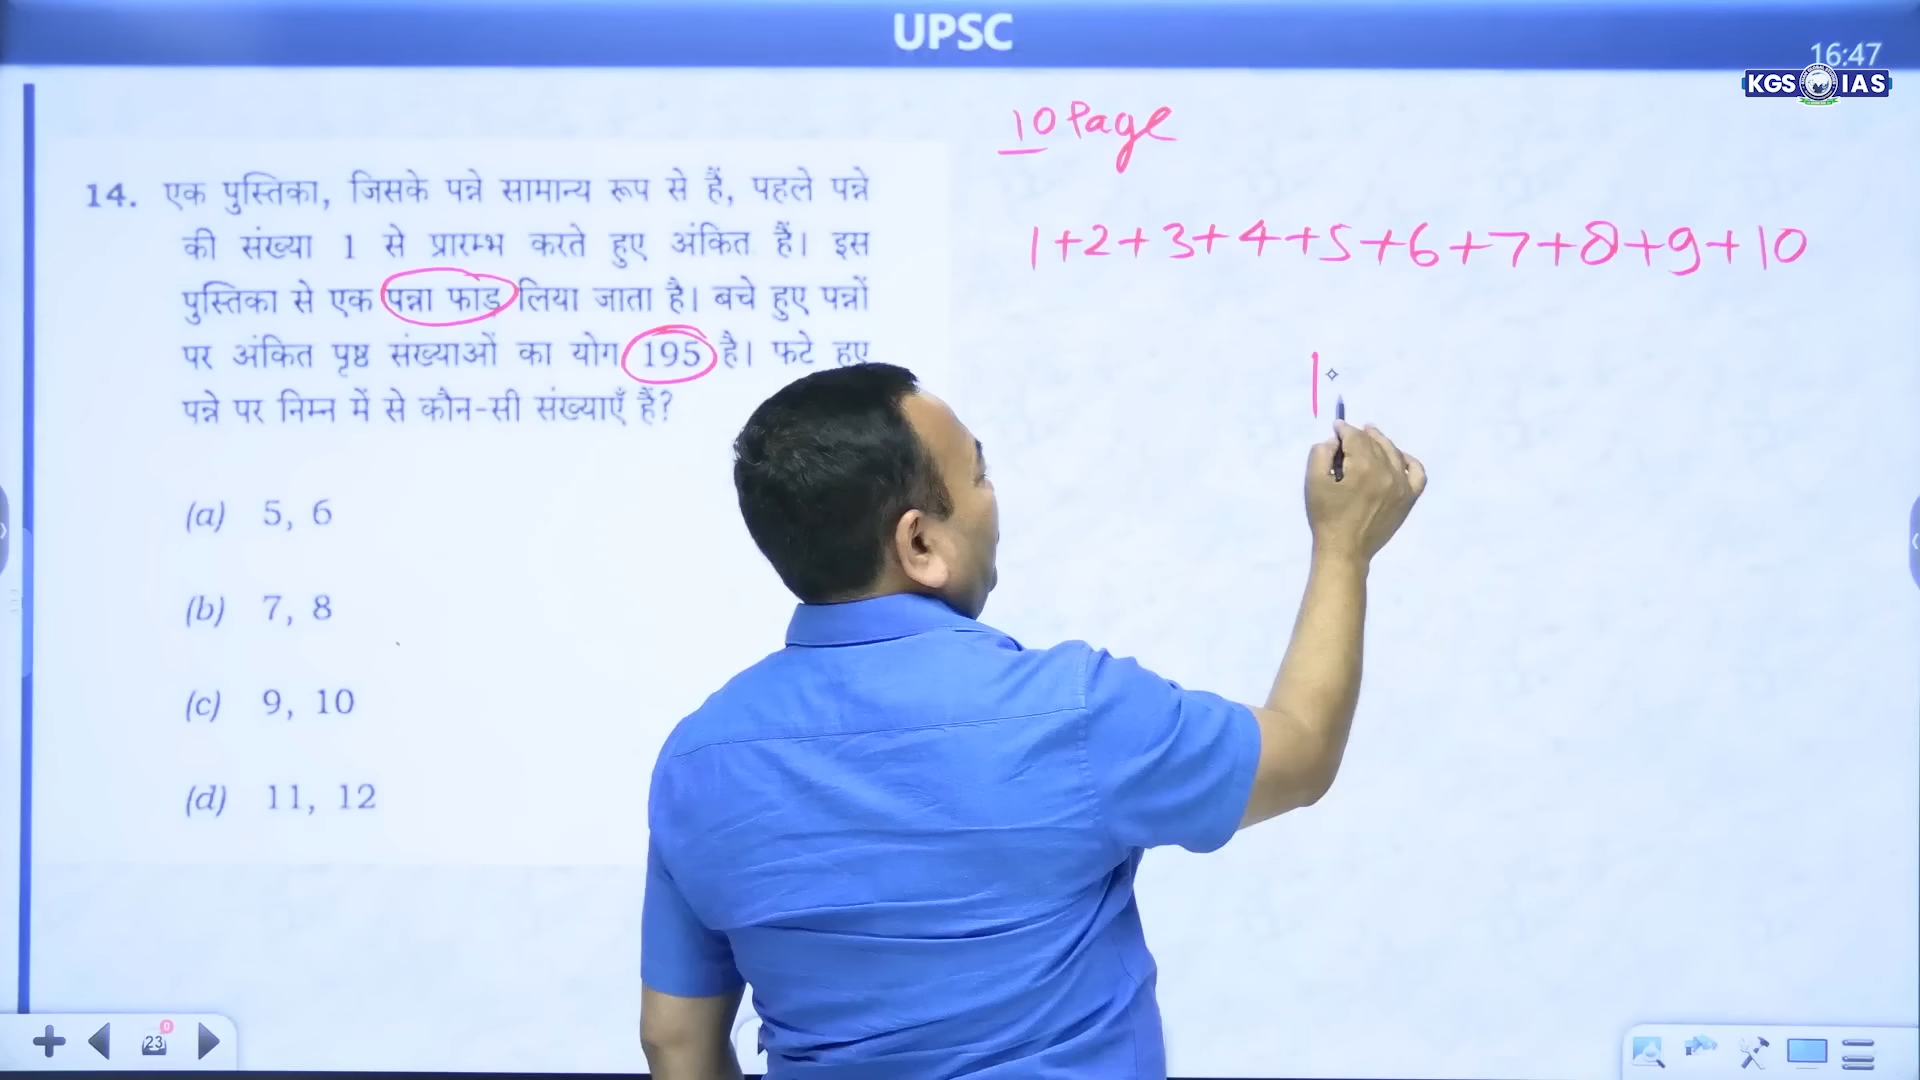 UPSC
16:47
KGS IAS
10 Page
1+2+3+4+5+6+7+8+9+10
14. एक पुस्तिका, जिसके पन्ने सामान्य रूप से हैं, पहले पन्ने
की संख्या 1 से प्रारम्भ करते हुए अंकित हैं। इस
पुस्तिका से एक पन्ना फाड़ लिया जाता है। बचे हुए पन्नों
पर अंकित पृष्ठ संख्याओं का योग 195 है। फटे हुए
पन्ने पर निम्न में से कौन-सी संख्याएँ हैं?
(a) 5, 6
(b) 7, 8
(c) 9, 10
(d) 11, 12
23
0